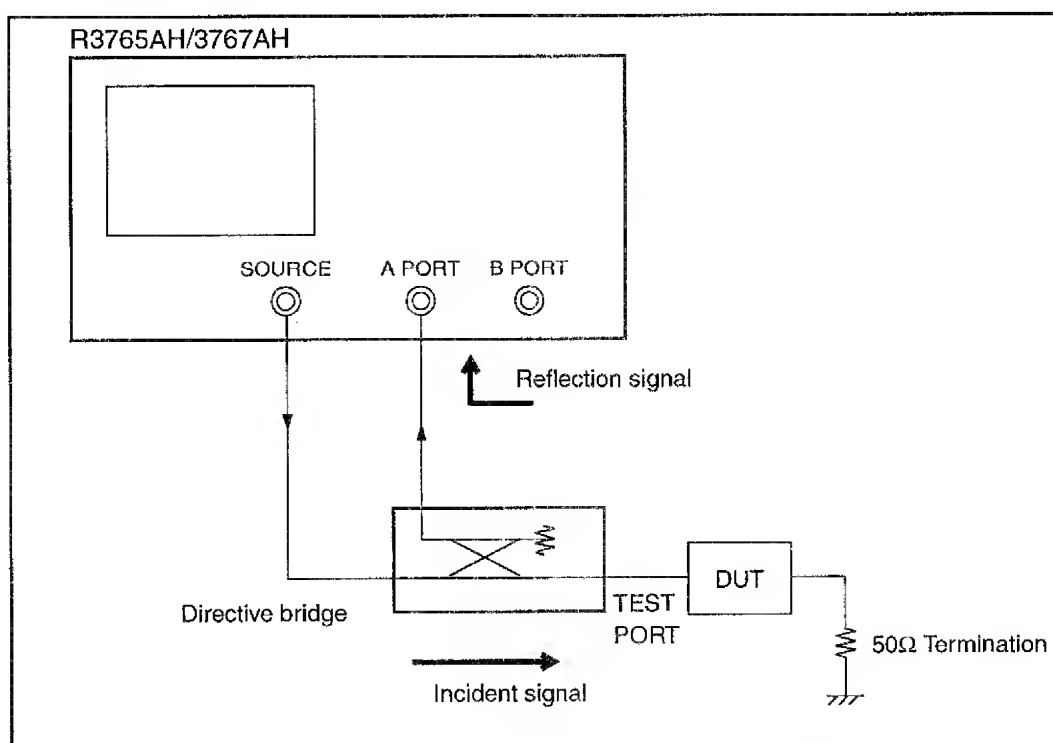 R3765AH/3767AH
SOURCE
A PORT
B PORT
Reflection signal
Directive bridge
TEST
PORT
DUT
50Ω Termination
Incident signal